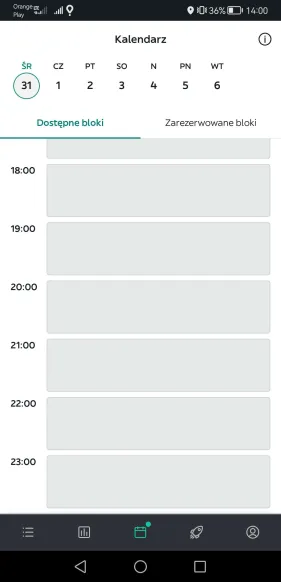 Orange
Play
36%
14:00
Kalendarz
ŚR CZ PT SO N PN WT
31 1 2 3 4 5 6
Dostępne bloki
Zarezerwowane bloki
18:00
19:00
20:00
21:00
22:00
23:00